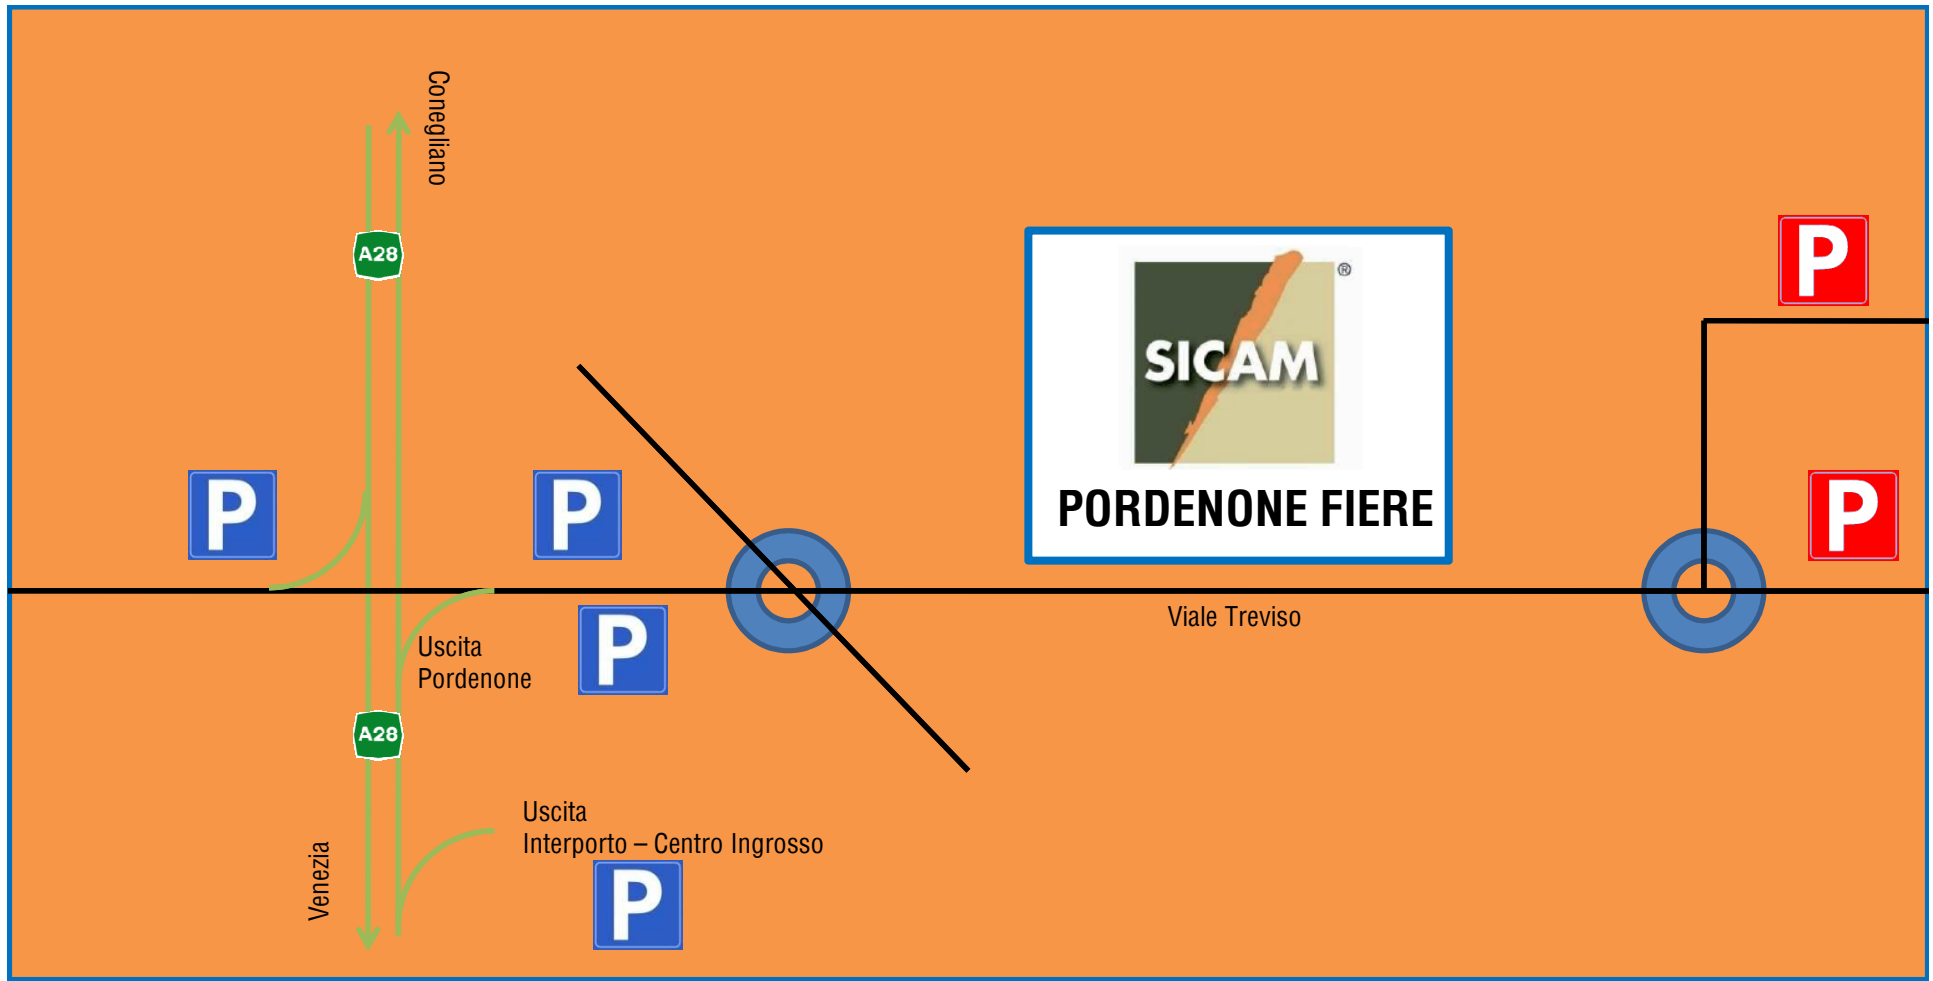 Conegliano
A28
P
®
SICAM
PORDENONE FIERE
P
P
P
P
Viale Treviso
Uscita
Pordenone
P
A28
Uscita
Interporto – Centro Ingrosso
Venezia
P